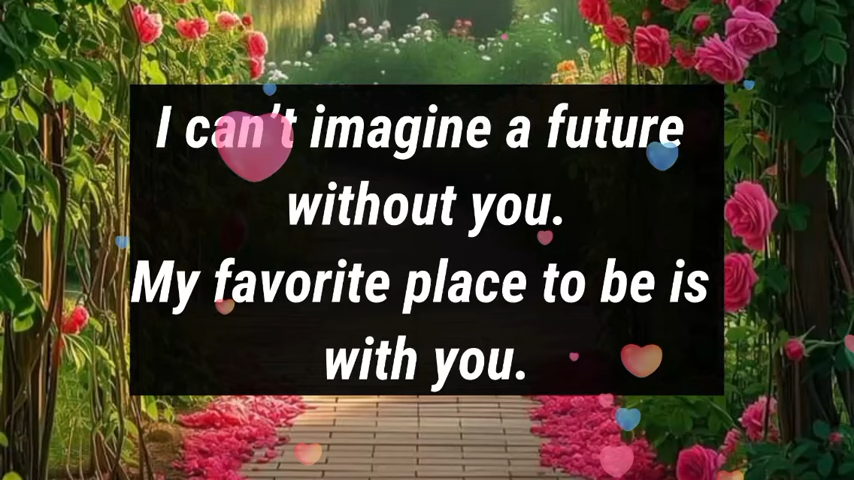 I can't imagine a future
without you.
My favorite place to be is
with you.